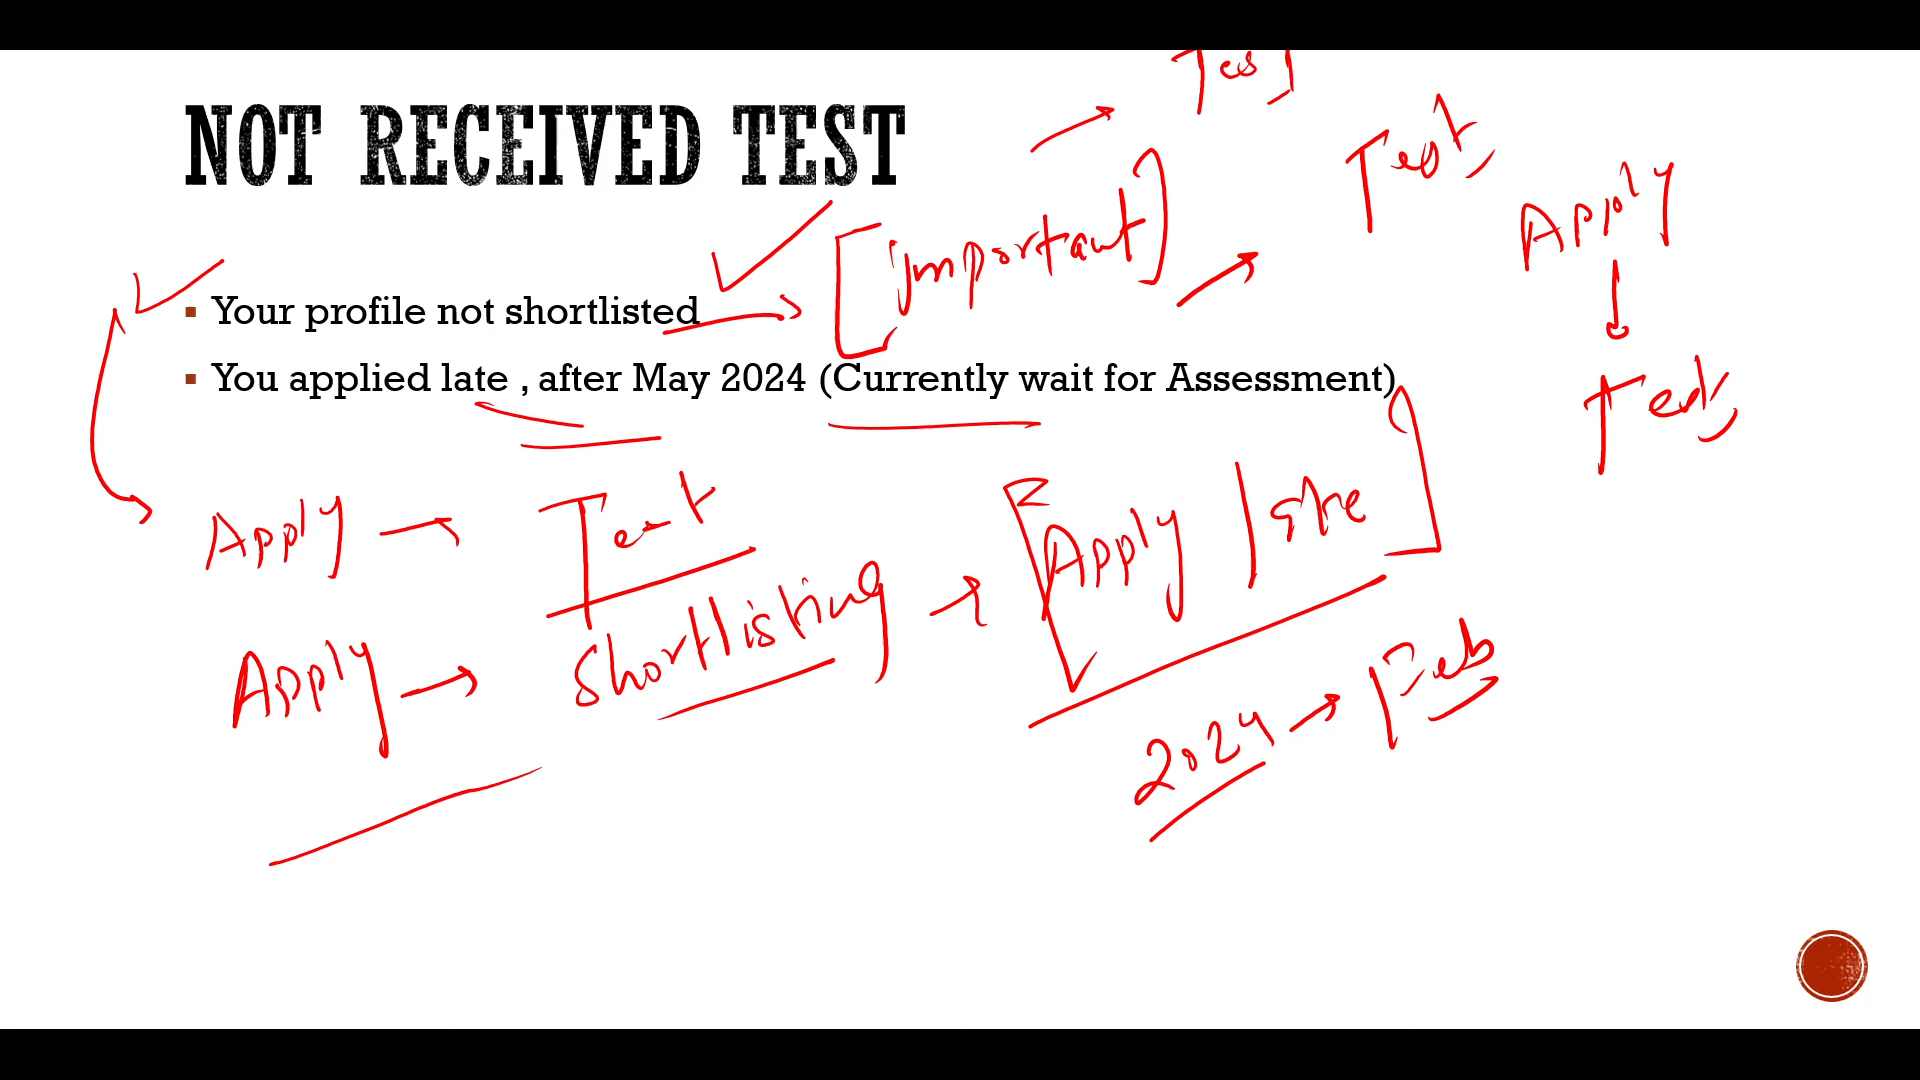 Test
NOT RECEIVED TEST
Test
Apply
[important]
Your profile not shortlisted
You applied late , after May 2024 (Currently wait for Assessment)
Test
Apply → Test
Apply
Apply → shortlisting →
2024 → Feb